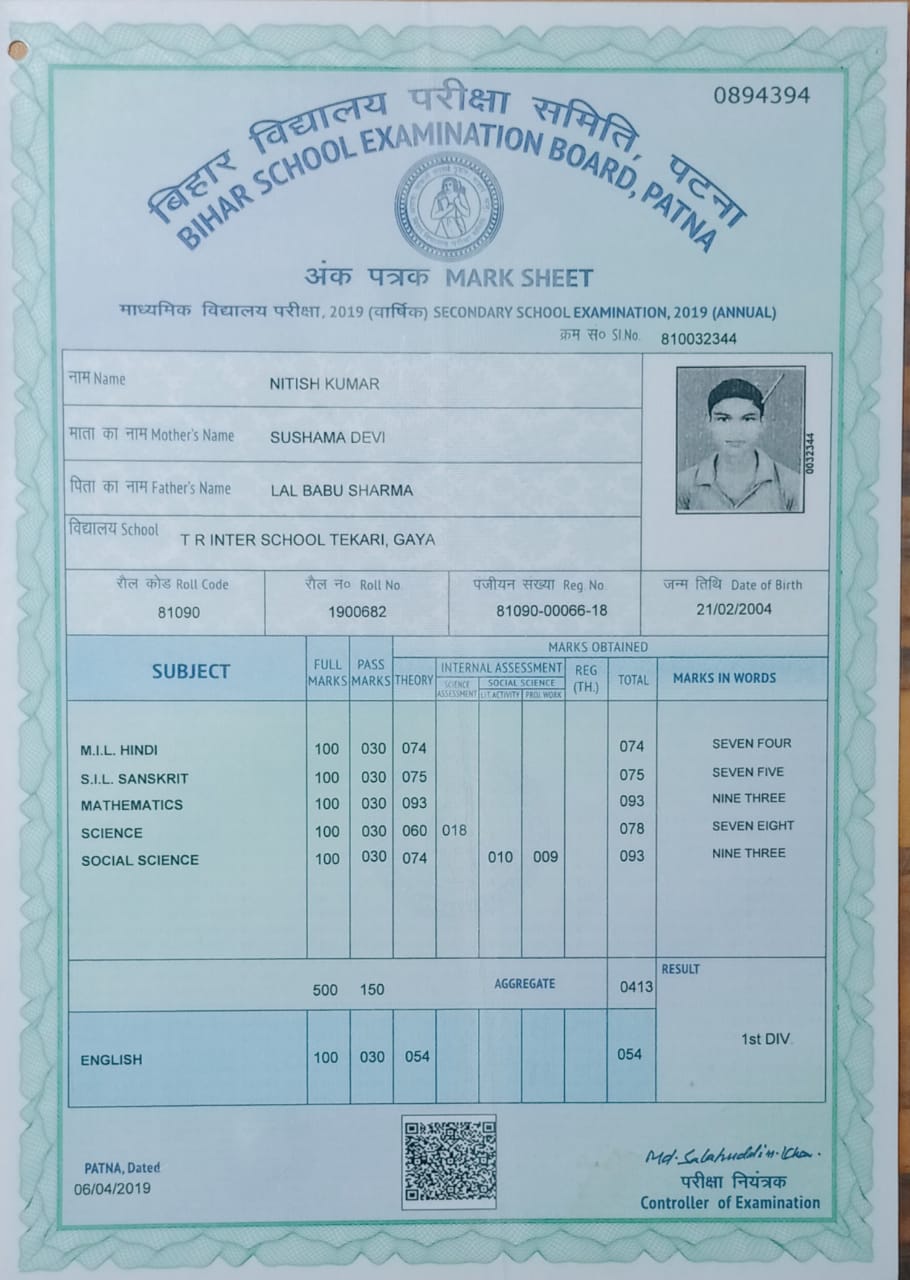 0894394
बिहार विद्यालय परीक्षा समिति, पटना
BIHAR SCHOOL EXAMINATION BOARD, PATNA
अंक पत्रक MARK SHEET
माध्यमिक विद्यालय परीक्षा, 2019 (वार्षिक) SECONDARY SCHOOL EXAMINATION, 2019 (ANNUAL)
क्रम स० Sl.No. 810032344
नाम Name NITISH KUMAR
माता का नाम Mother's Name SUSHAMA DEVI
पिता का नाम Father's Name LAL BABU SHARMA
विद्यालय School T R INTER SCHOOL TEKARI, GAYA
0032344
रौल कोड Roll Code रौल न० Roll No. पजीयन संख्या Reg. No. जन्म तिथि Date of Birth
81090 1900682 81090-00066-18 21/02/2004
MARKS OBTAINED
SUBJECT FULL MARKS PASS MARKS THEORY INTERNAL ASSESSMENT REG (TH.) TOTAL MARKS IN WORDS
SCIENCE ASSESSMENT SOCIAL SCIENCE
LIT.ACTIVITY PROJ. WORK
M.I.L. HINDI 100 030 074 074 SEVEN FOUR
S.I.L. SANSKRIT 100 030 075 075 SEVEN FIVE
MATHEMATICS 100 030 093 093 NINE THREE
SCIENCE 100 030 060 018 078 SEVEN EIGHT
SOCIAL SCIENCE 100 030 074 010 009 093 NINE THREE
500 150 AGGREGATE 0413 RESULT
1st DIV.
ENGLISH 100 030 054 054
PATNA, Dated
06/04/2019
Md. Salahuddin Khan.
परीक्षा नियंत्रक
Controller of Examination